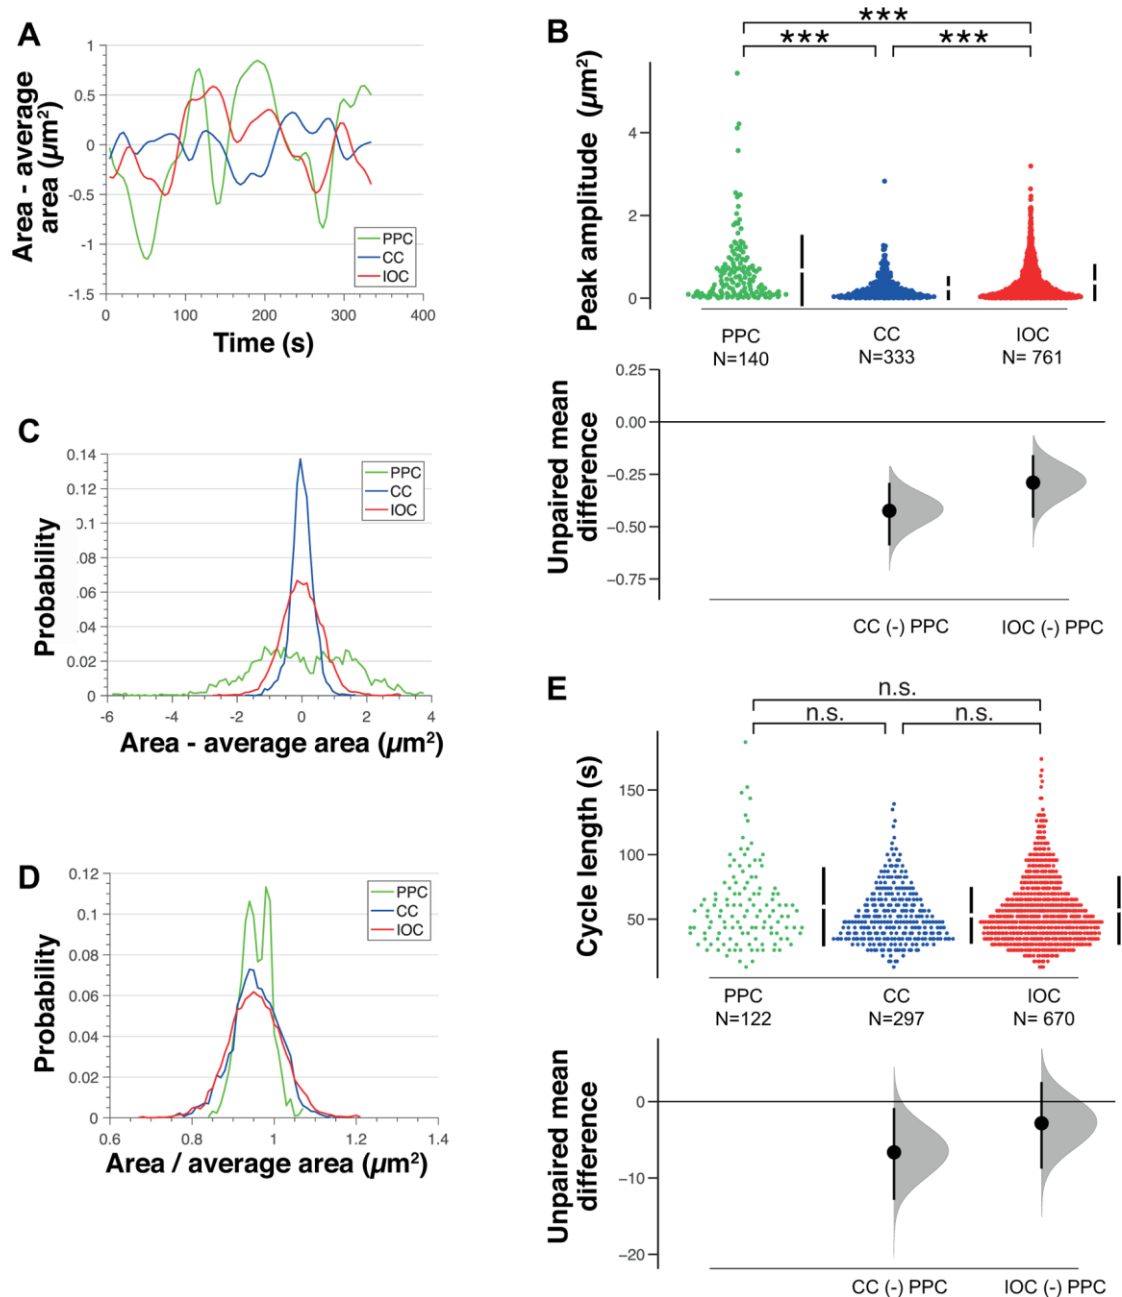 A
Area - average
area (µm²)
1
0.5
0
-0.5
-1
-1.5
PPC
CC
IOC
0
100
200
300
400
Time (s)
B
***
***
***
Peak amplitude (µm²)
4
2
0
PPC
N=140
CC
N=333
IOC
N= 761
Unpaired mean
difference
0.25
0.00
−0.25
−0.50
−0.75
CC (-) PPC
IOC (-) PPC
C
Probability
0.14
0.12
0.1
0.08
.06
0.04
0.02
0
PPC
CC
IOC
-6
-4
-2
0
2
4
Area - average area (µm²)
D
Probability
0.12
0.1
0.08
0.06
0.04
0.02
0
PPC
CC
IOC
0.6
0.8
1
1.2
1.4
Area / average area (µm²)
E
n.s.
n.s.
n.s.
Cycle length (s)
150
100
50
PPC
N=122
CC
N=297
IOC
N= 670
Unpaired mean
difference
0
−10
−20
CC (-) PPC
IOC (-) PPC